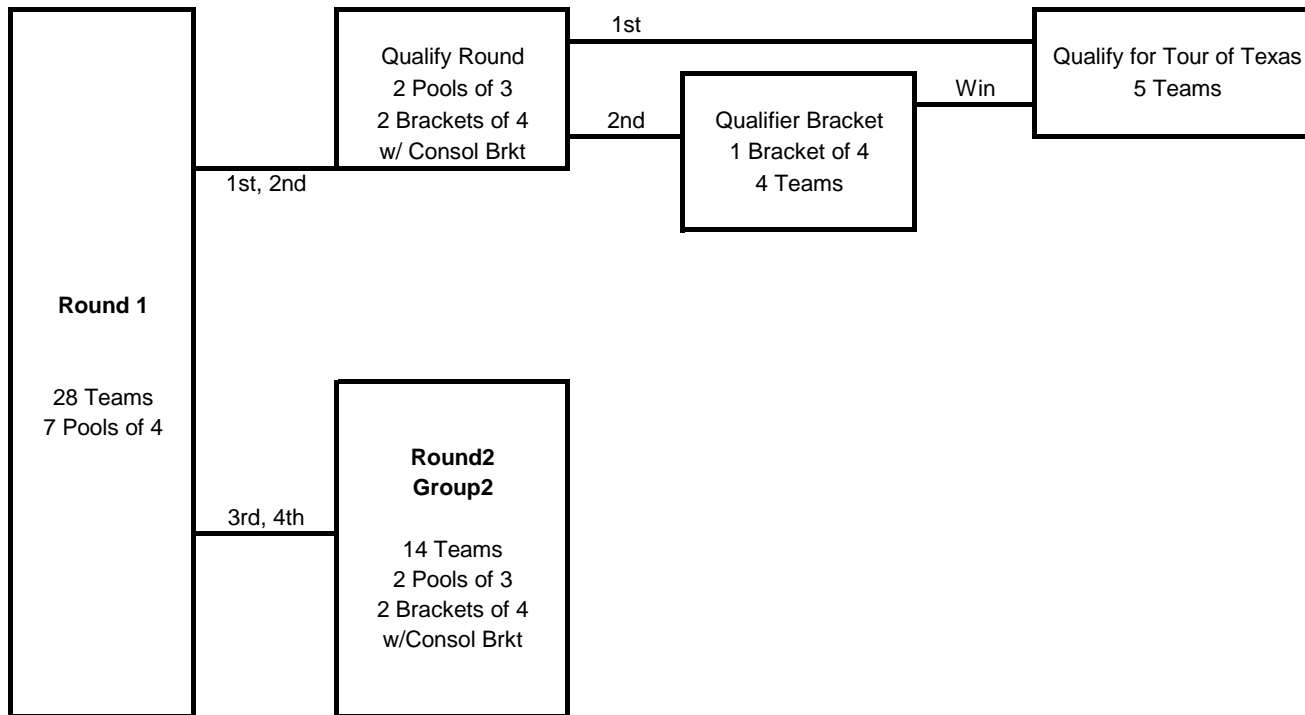 1st
Qualify Round
2 Pools of 3
2 Brackets of 4
w/ Consol Brkt
Qualify for Tour of Texas
5 Teams
Win
2nd
Qualifier Bracket
1 Bracket of 4
4 Teams
1st, 2nd
Round 1
28 Teams
7 Pools of 4
Round2
Group2
3rd, 4th
14 Teams
2 Pools of 3
2 Brackets of 4
w/Consol Brkt